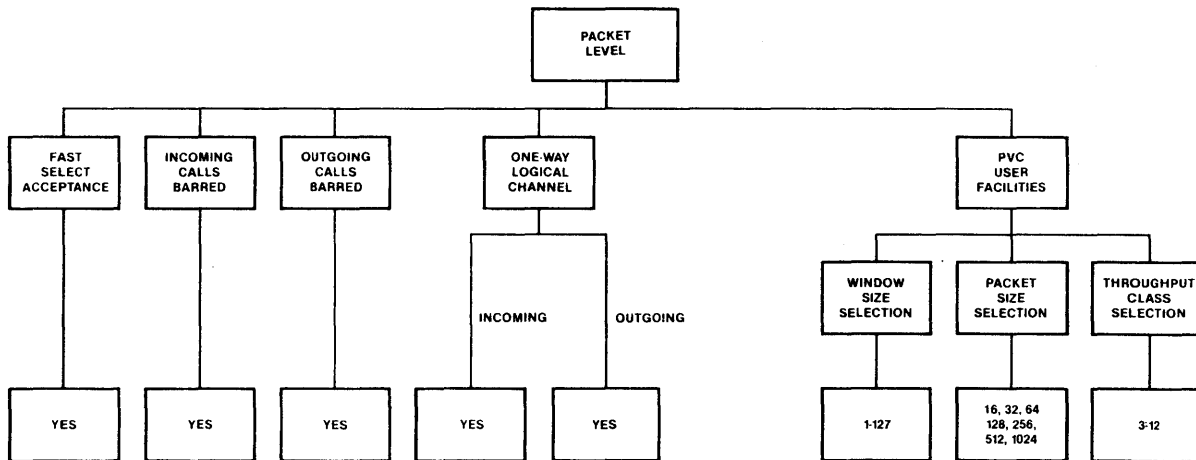 PACKET
LEVEL
FAST
SELECT
ACCEPTANCE
INCOMING
CALLS
BARRED
OUTGOING
CALLS
BARRED
ONE-WAY
LOGICAL
CHANNEL
PVC
USER
FACILITIES
WINDOW
SIZE
SELECTION
PACKET
SIZE
SELECTION
THROUGHPUT
CLASS
SELECTION
INCOMING
OUTGOING
YES
YES
YES
YES
YES
1-127
16, 32, 64
128, 256,
512, 1024
3-12